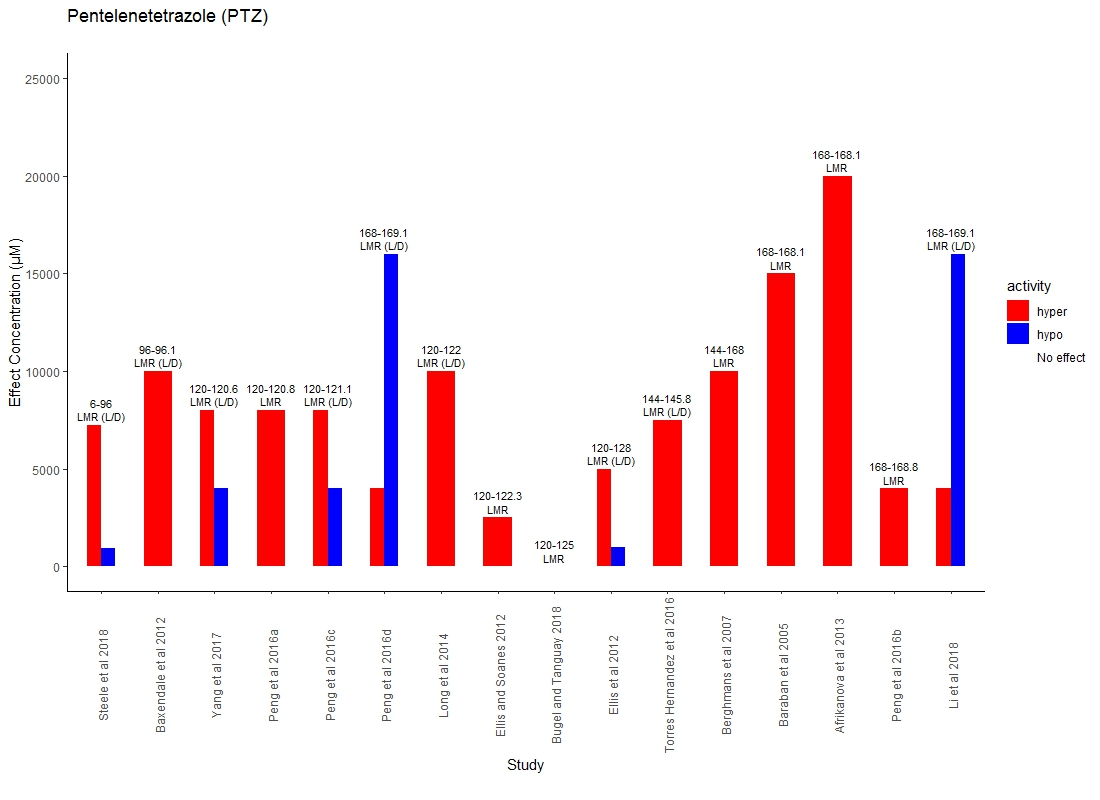 Pentelenetetrazole (PTZ)
Effect Concentration (µM)
25000
20000
15000
10000
5000
0
6-96
LMR (L/D)
96-96.1
LMR (L/D)
120-120.6
LMR (L/D)
120-120.8
LMR
120-121.1
LMR (L/D)
168-169.1
LMR (L/D)
120-122
LMR (L/D)
120-122.3
LMR
120-125
LMR
120-128
LMR (L/D)
144-145.8
LMR (L/D)
144-168
LMR
168-168.1
LMR
168-168.1
LMR
168-168.8
LMR
168-169.1
LMR (L/D)
activity
hyper
hypo
No effect
Steele et al 2018
Baxendale et al 2012
Yang et al 2017
Peng et al 2016a
Peng et al 2016c
Peng et al 2016d
Long et al 2014
Ellis and Soanes 2012
Bugel and Tanguay 2018
Ellis et al 2012
Torres Hernandez et al 2016
Berghmans et al 2007
Baraban et al 2005
Afrikanova et al 2013
Peng et al 2016b
Li et al 2018
Study